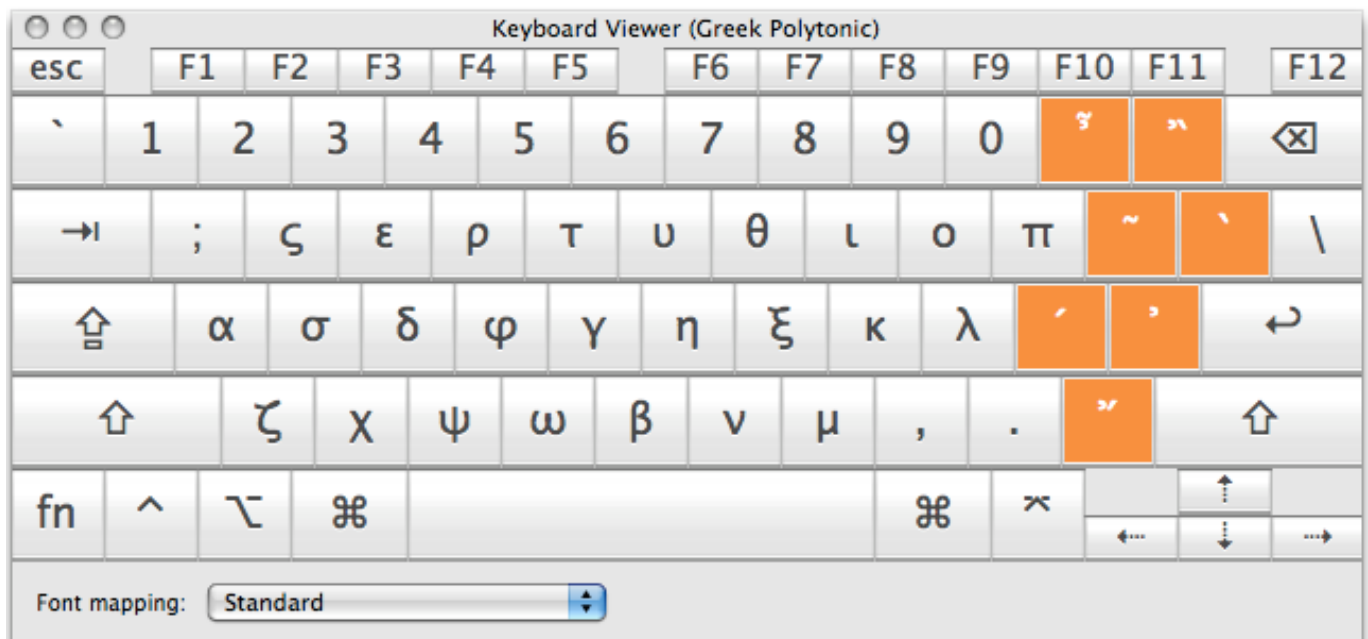 Keyboard Viewer (Greek Polytonic)
esc F1 F2 F3 F4 F5 F6 F7 F8 F9 F10 F11 F12
` 1 2 3 4 5 6 7 8 9 0 ἦ ῍ ⌫
⇥ ; ς ε ρ τ υ θ ι ο π ῀ ` \
⇪ α σ δ φ γ η ξ κ λ ´ ᾿ ↩
⇧ ζ χ ψ ω β ν μ , . ῎ ⇧
fn ^ ⌥ ⌘ ⌘ ⌤ ⇡
⇠ ⇣ ⇢
Font mapping: Standard